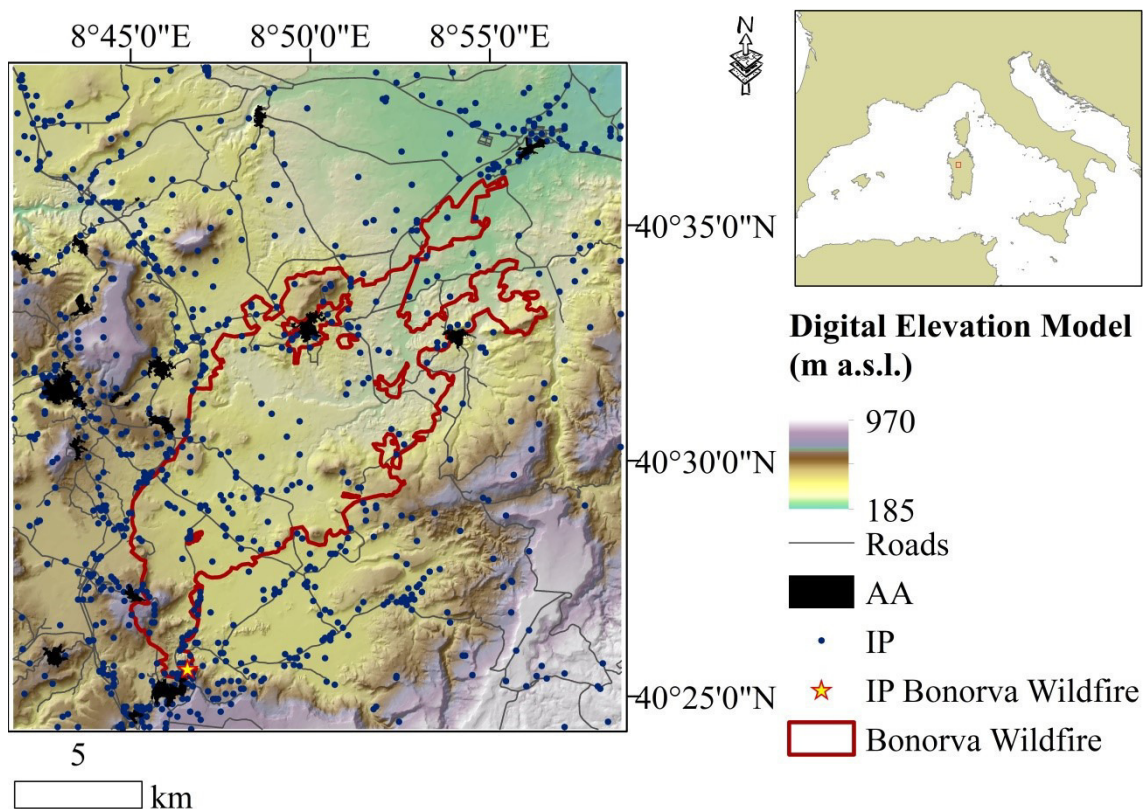 8°45'0"E 8°50'0"E 8°55'0"E
N
40°35'0"N
40°30'0"N
40°25'0"N
5
km
Digital Elevation Model
(m a.s.l.)
970
185
Roads
AA
IP
IP Bonorva Wildfire
Bonorva Wildfire